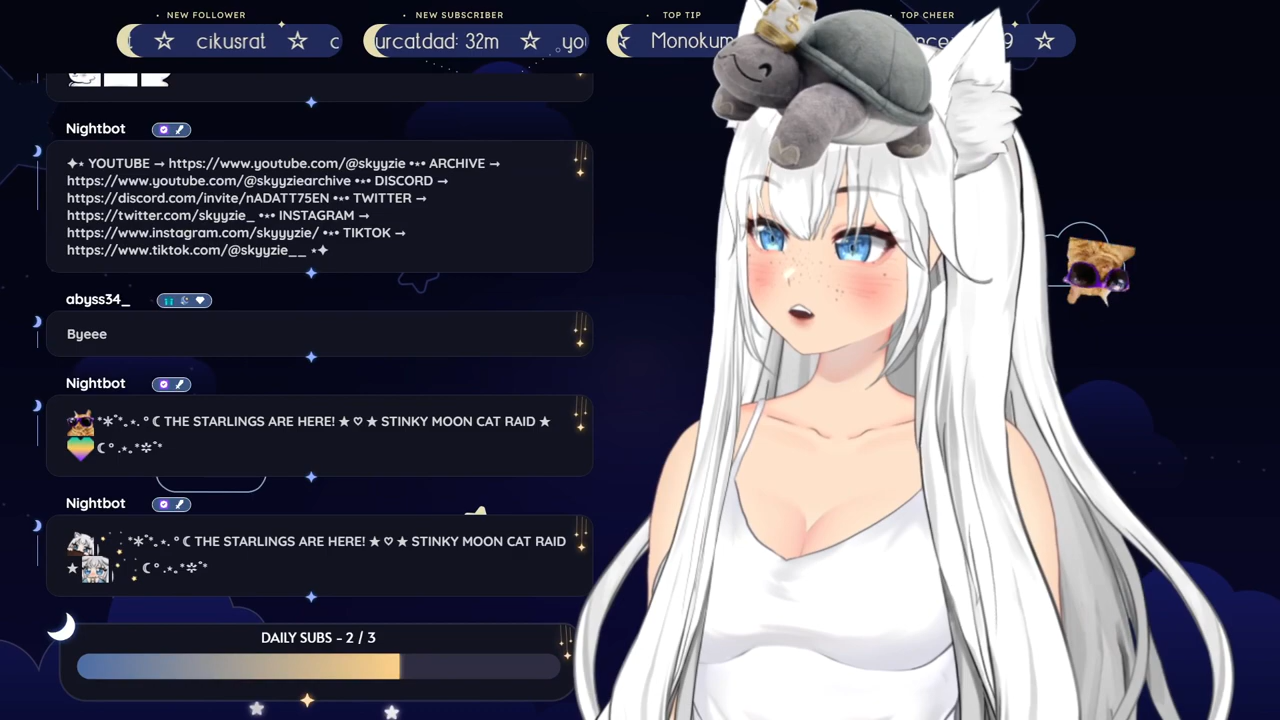 NEW FOLLOWER
NEW SUBSCRIBER
TOP TIP
TOP CHEER
☆ cikusrat ☆
urcatdad: 32m ☆
☆ Monokum
9 ☆
Nightbot
✦⋆ YOUTUBE → https://www.youtube.com/@skyyzie •⋆• ARCHIVE →
https://www.youtube.com/@skyyziearchive •⋆• DISCORD →
https://discord.com/invite/nADATT75EN •⋆• TWITTER →
https://twitter.com/skyyzie_ •⋆• INSTAGRAM →
https://www.instagram.com/skyyzie/ •⋆• TIKTOK →
https://www.tiktok.com/@skyyzie__ ⋆✦
abyss34_
Byeee
Nightbot
THE STARLINGS ARE HERE! ★ ♡ ★ STINKY MOON CAT RAID ★
Nightbot
THE STARLINGS ARE HERE! ★ ♡ ★ STINKY MOON CAT RAID
★
DAILY SUBS - 2 / 3